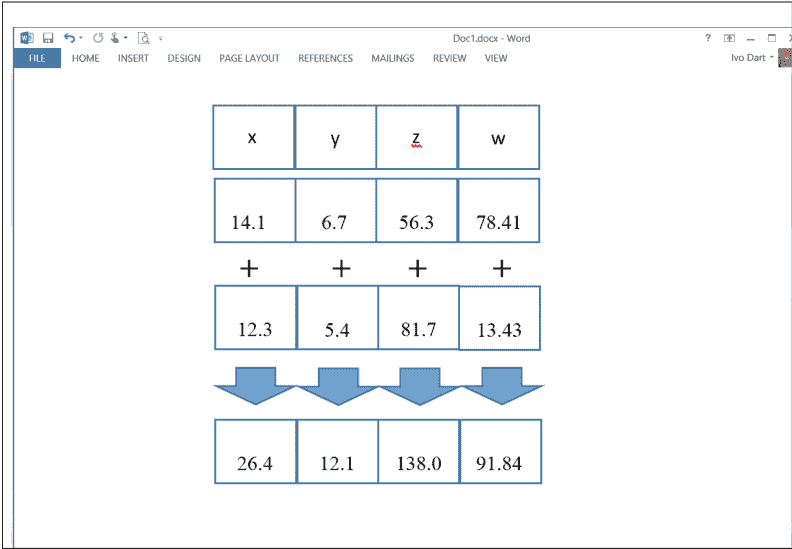 Doc1.docx - Word
?
FILE HOME INSERT DESIGN PAGE LAYOUT REFERENCES MAILINGS REVIEW VIEW
Ivo Dart
x y z w
14.1 6.7 56.3 78.41
+ + + +
12.3 5.4 81.7 13.43
26.4 12.1 138.0 91.84